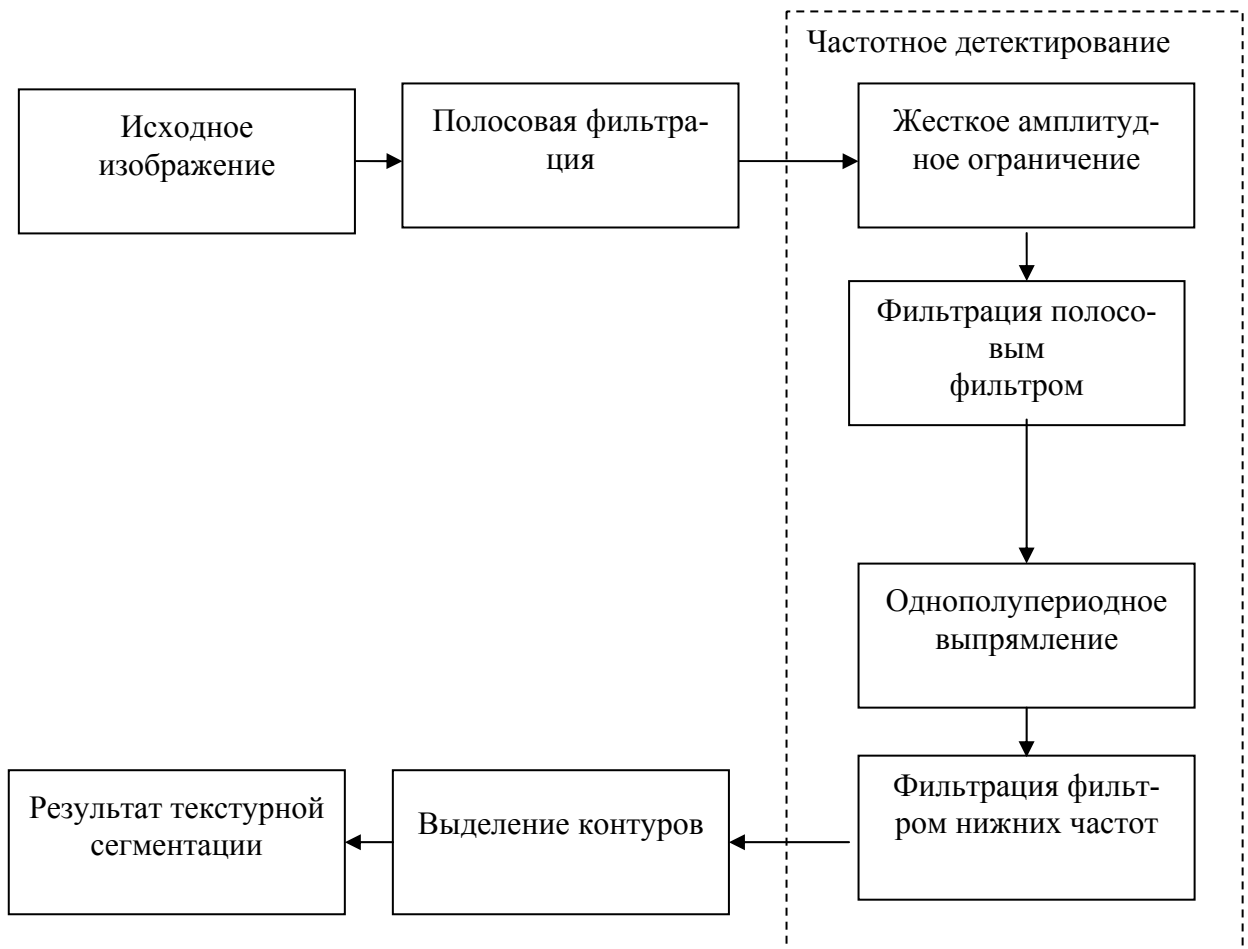 Частотное детектирование
Исходное
изображение
Полосовая фильтра-
ция
Жесткое амплитуд-
ное ограничение
Фильтрация полосо-
вым
фильтром
Однополупериодное
выпрямление
Фильтрация фильт-
ром нижних частот
Выделение контуров
Результат текстурной
сегментации